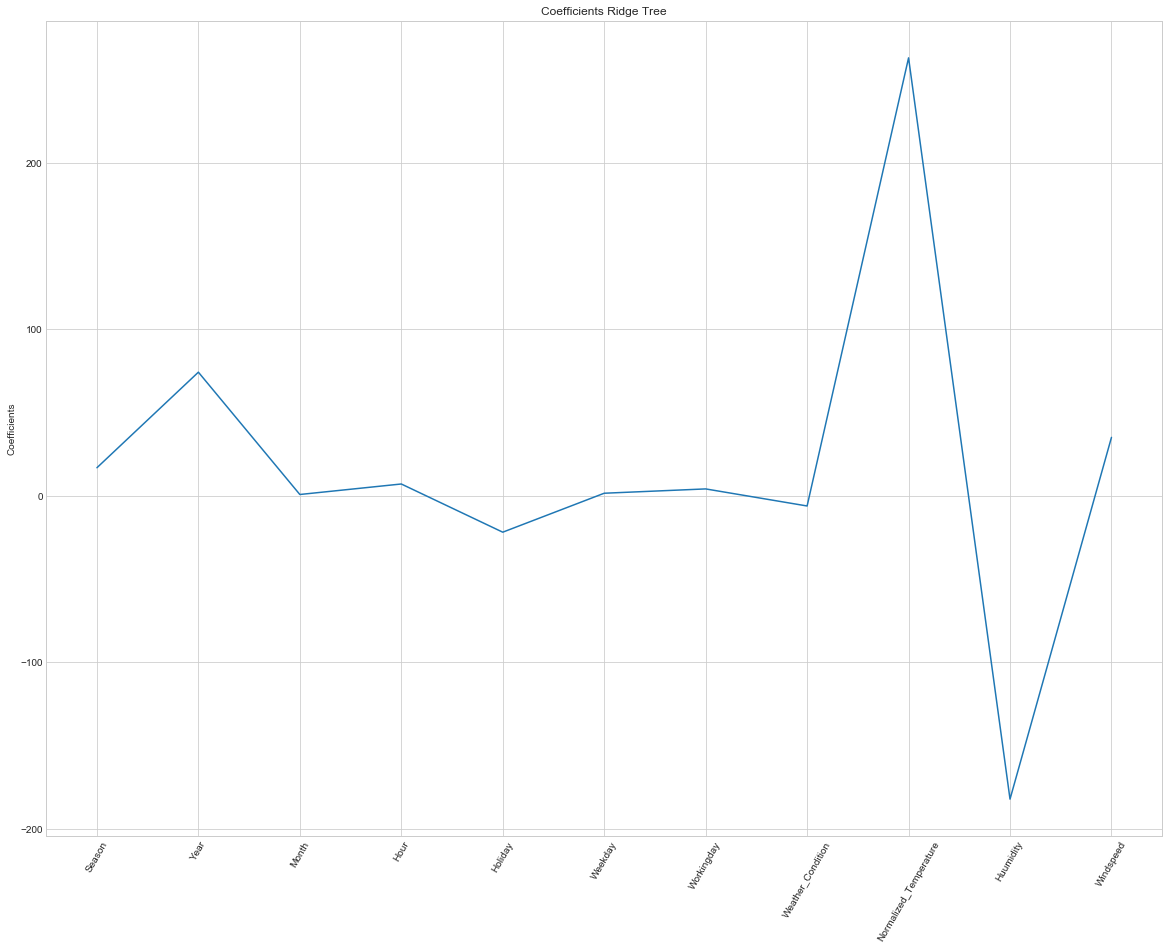 Coefficients Ridge Tree
Coefficients
200
100
0
−100
−200
Season
Year
Month
Hour
Holiday
Weekday
Workingday
Weather_Condition
Normalized_Temperature
Huumidity
Windspeed